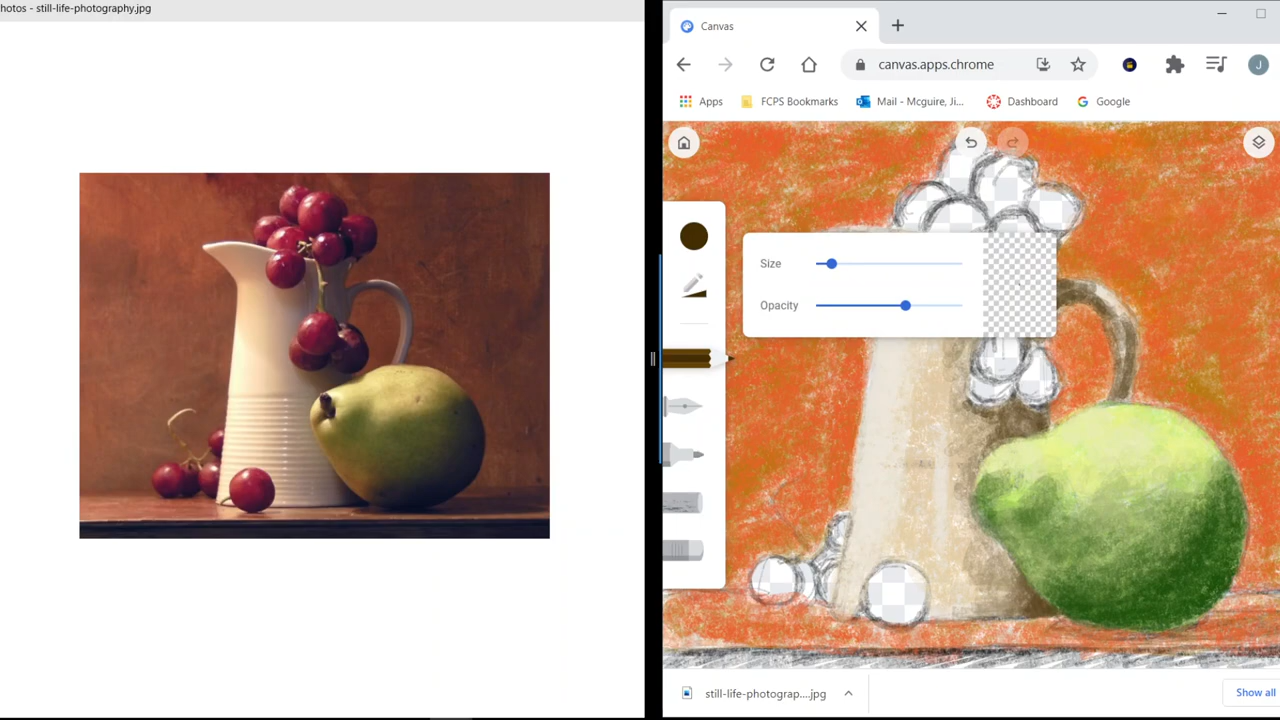 hotos - still-life-photography.jpg
Canvas
canvas.apps.chrome
J
Apps
FCPS Bookmarks
Mail - Mcguire, Ji...
Dashboard
Google
Size
Opacity
still-life-photograp....jpg
Show all